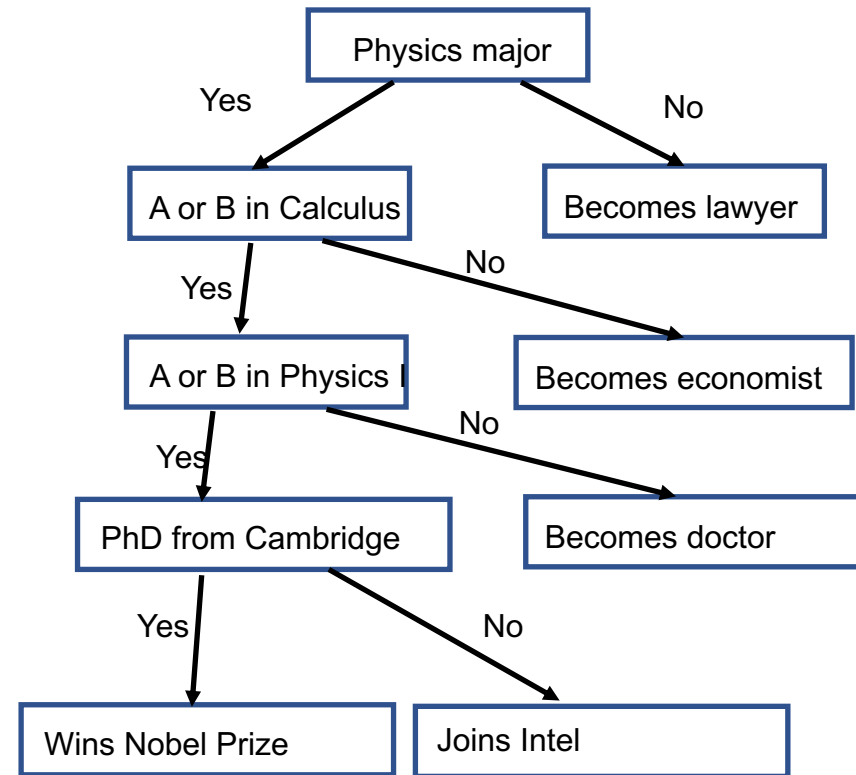 Physics major
Yes
No
A or B in Calculus
Becomes lawyer
Yes
No
A or B in Physics I
Becomes economist
Yes
No
PhD from Cambridge
Becomes doctor
Yes
No
Wins Nobel Prize
Joins Intel